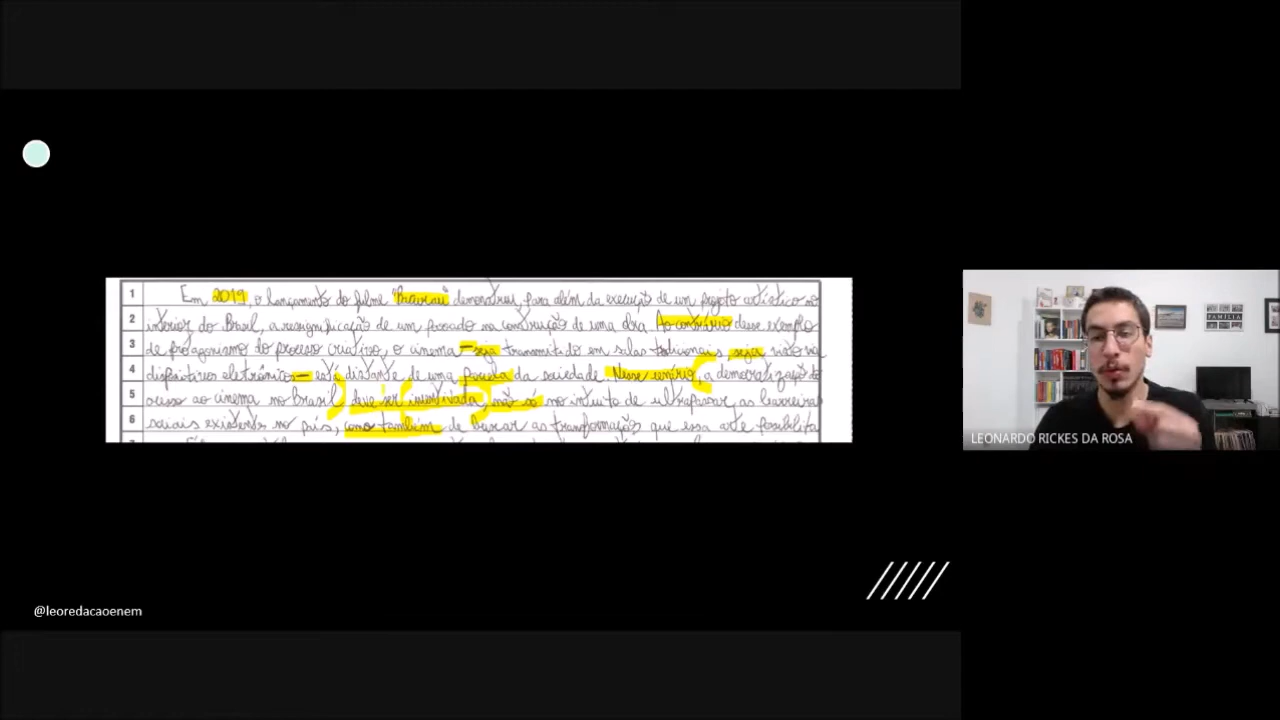 1 Em 2019, o lançamento do filme "Bacurau" demonstrou, para além da execução de um projeto artístico no
2 interior do Brasil, a ressignificação de um passado na construção de uma obra. Ao contrário desse exemplo
3 de protagonismo do processo criativo, o cinema — seja transmitido em salas tradicionais, seja visto via
4 dispositivos eletrônicos — está distante de uma parcela da sociedade. Nesse cenário, a democratização do
5 acesso ao cinema no Brasil deve ser incentivada, não só no intuito de ultrapassar as barreiras
6 sociais existentes no país, como também de buscar as transformações que essa arte possibilita
7
FAMÍLIA
LEONARDO RICKES DA ROSA
@leoredacaoenem